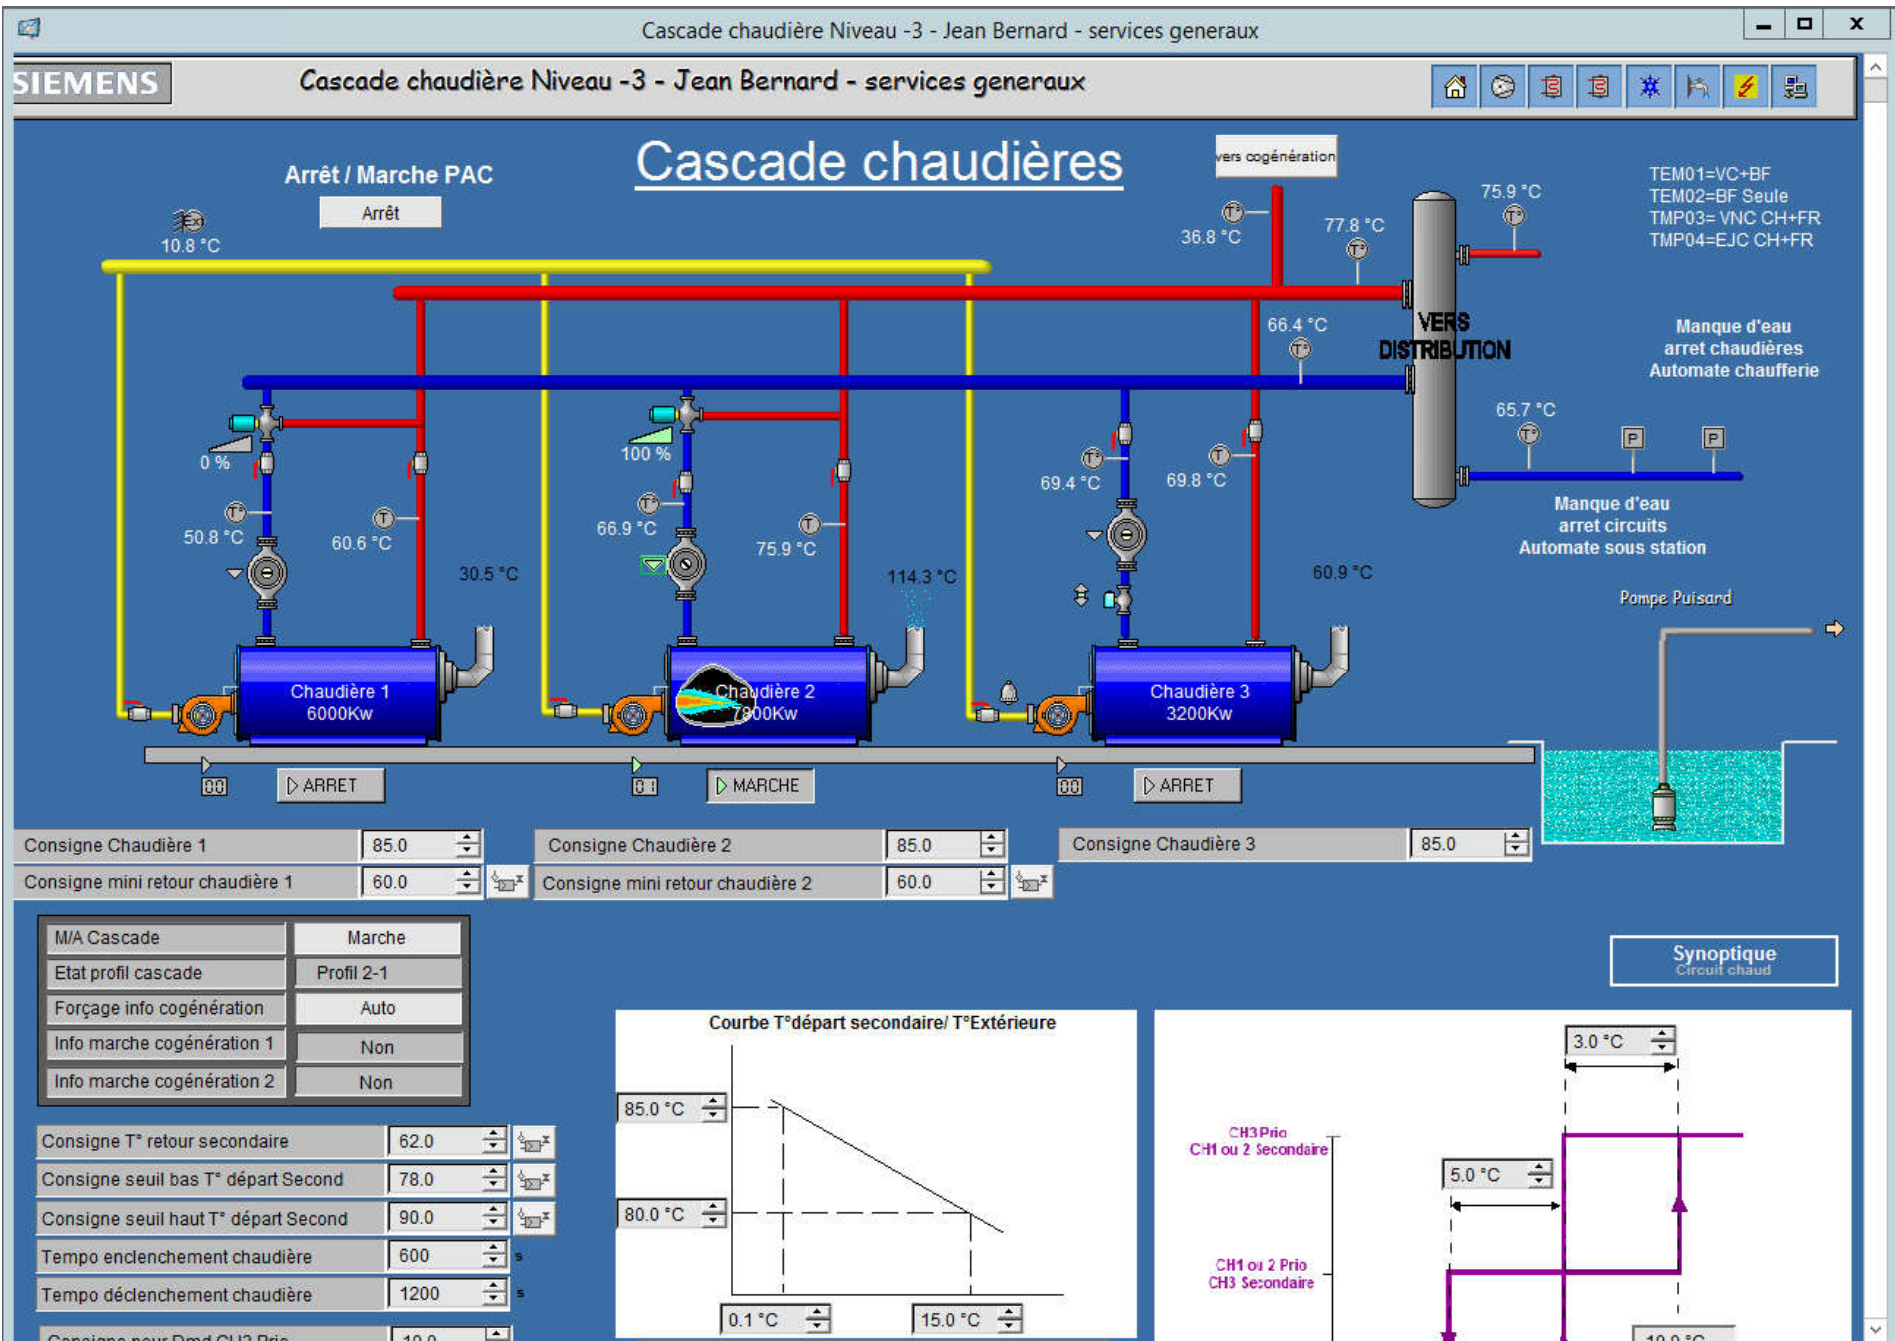 Cascade chaudière Niveau -3 - Jean Bernard - services generaux
SIEMENS
Cascade chaudière Niveau -3 - Jean Bernard - services generaux
Arrêt / Marche PAC
Arrêt
Cascade chaudières
vers cogénération
TEM01=VC+BF
TEM02=BF Seule
TMP03= VNC CH+FR
TMP04=EJC CH+FR
10.8 °C
36.8 °C
77.8 °C
75.9 °C
66.4 °C
VERS
DISTRIBUTION
Manque d'eau
arret chaudières
Automate chaufferie
65.7 °C
P
P
0 %
100 %
50.8 °C
60.6 °C
66.9 °C
75.9 °C
69.4 °C
69.8 °C
Manque d'eau
arret circuits
Automate sous station
30.5 °C
114.3 °C
60.9 °C
Pompe Puisard
Chaudière 1
6000Kw
Chaudière 2
7800Kw
Chaudière 3
3200Kw
00
ARRET
01
MARCHE
00
ARRET
Consigne Chaudière 1
85.0
Consigne Chaudière 2
85.0
Consigne Chaudière 3
85.0
Consigne mini retour chaudière 1
60.0
Consigne mini retour chaudière 2
60.0
M/A Cascade
Marche
Etat profil cascade
Profil 2-1
Forçage info cogénération
Auto
Info marche cogénération 1
Non
Info marche cogénération 2
Non
Synoptique
Circuit chaud
Consigne T° retour secondaire
62.0
Consigne seuil bas T° départ Second
78.0
Consigne seuil haut T° départ Second
90.0
Tempo enclenchement chaudière
600
s
Tempo déclenchement chaudière
1200
s
Courbe T°départ secondaire/ T°Extérieure
85.0 °C
80.0 °C
0.1 °C
15.0 °C
3.0 °C
CH3 Prio
CH1 ou 2 Secondaire
5.0 °C
CH1 ou 2 Prio
CH3 Secondaire